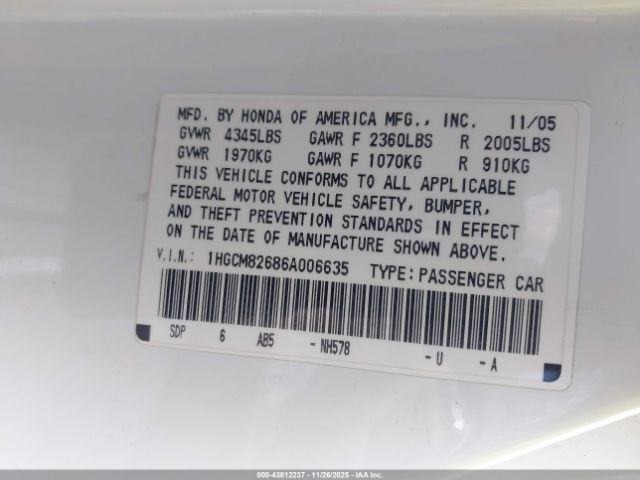 MFD. BY HONDA OF AMERICA MFG., INC. 11/05
GVWR 4345LBS GAWR F 2360LBS R 2005LBS
GVWR 1970KG GAWR F 1070KG R 910KG
THIS VEHICLE CONFORMS TO ALL APPLICABLE
FEDERAL MOTOR VEHICLE SAFETY, BUMPER,
AND THEFT PREVENTION STANDARDS IN EFFECT
ON THE DATE OF MANUFACTURE SHOWN ABOVE.
V.I.N.: 1HGCM82686A006635 TYPE: PASSENGER CAR
SDP 6 AB5 - NH578 - U - A
000-43812237 - 11/26/2025 - IAA Inc.